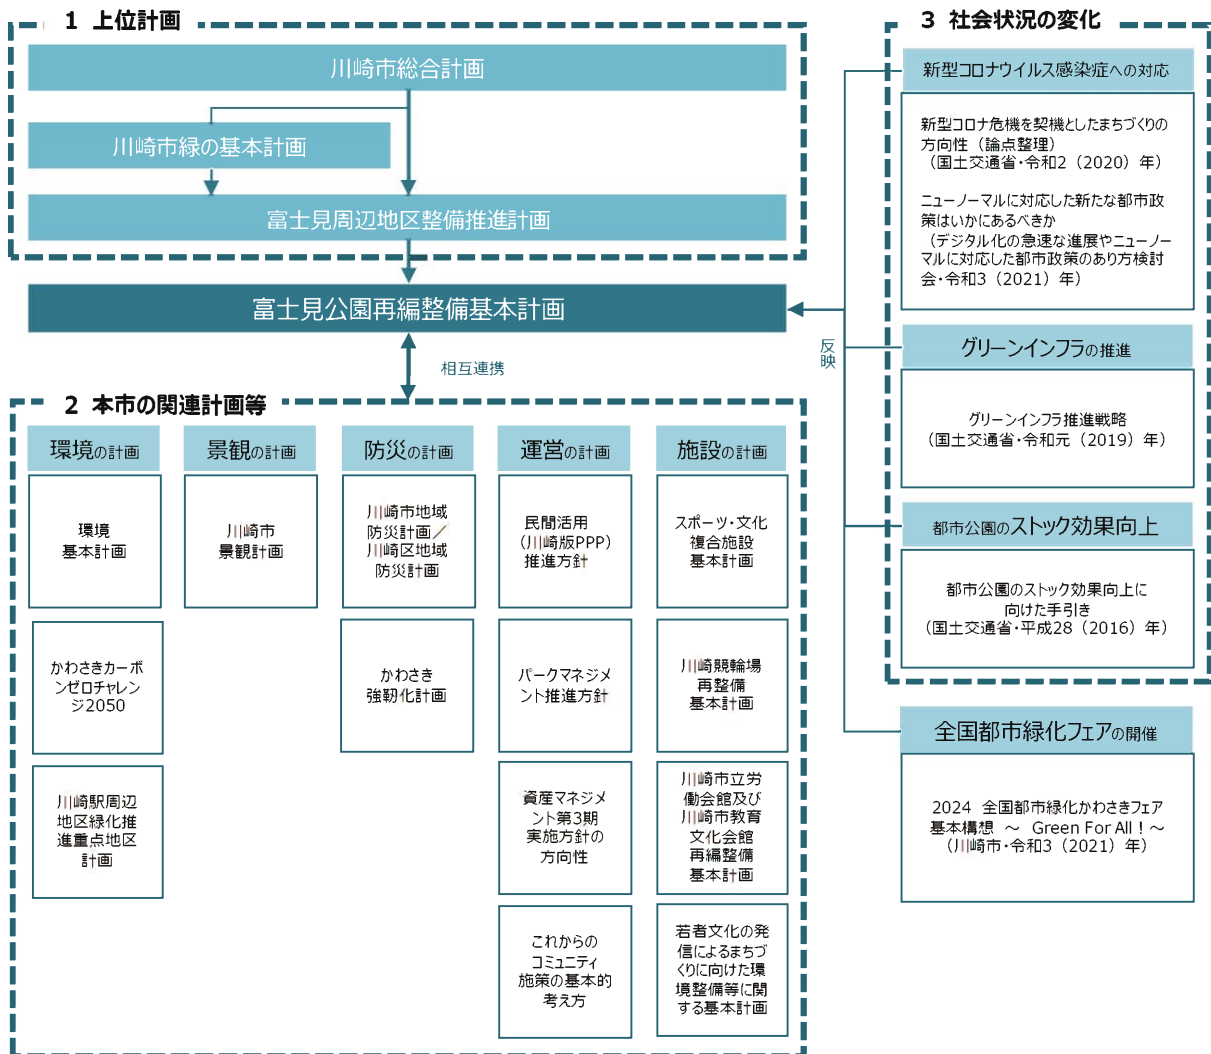 1 上位計画
川崎市総合計画
川崎市緑の基本計画
富士見周辺地区整備推進計画
富士見公園再編整備基本計画
相互連携
反映
2 本市の関連計画等
環境の計画
環境
基本計画
かわさきカーボ
ンゼロチャレン
ジ2050
川崎駅周辺
地区緑化推
進重点地区
計画
景観の計画
川崎市
景観計画
防災の計画
川崎市地域
防災計画／
川崎区地域
防災計画
かわさき
強靭化計画
運営の計画
民間活用
（川崎版PPP）
推進方針
パークマネジメ
ント推進方針
資産マネジメ
ント第3期
実施方針の
方向性
これからの
コミュニティ
施策の基本的
考え方
施設の計画
スポーツ・文化
複合施設
基本計画
川崎競輪場
再整備
基本計画
川崎市立労
働会館及び
川崎市教育
文化会館
再編整備
基本計画
若者文化の発
信によるまちづ
くりに向けた環
境整備等に関
する基本計画
3 社会状況の変化
新型コロナウイルス感染症への対応
新型コロナ危機を契機としたまちづくりの
方向性（論点整理）
（国土交通省・令和2（2020）年）
ニューノーマルに対応した新たな都市政
策はいかにあるべきか
（デジタル化の急速な進展やニューノー
マルに対応した都市政策のあり方検討
会・令和3（2021）年）
グリーンインフラの推進
グリーンインフラ推進戦略
（国土交通省・令和元（2019）年）
都市公園のストック効果向上
都市公園のストック効果向上に
向けた手引き
（国土交通省・平成28（2016）年）
全国都市緑化フェアの開催
2024 全国都市緑化かわさきフェア
基本構想 ～ Green For All！～
（川崎市・令和3（2021）年）